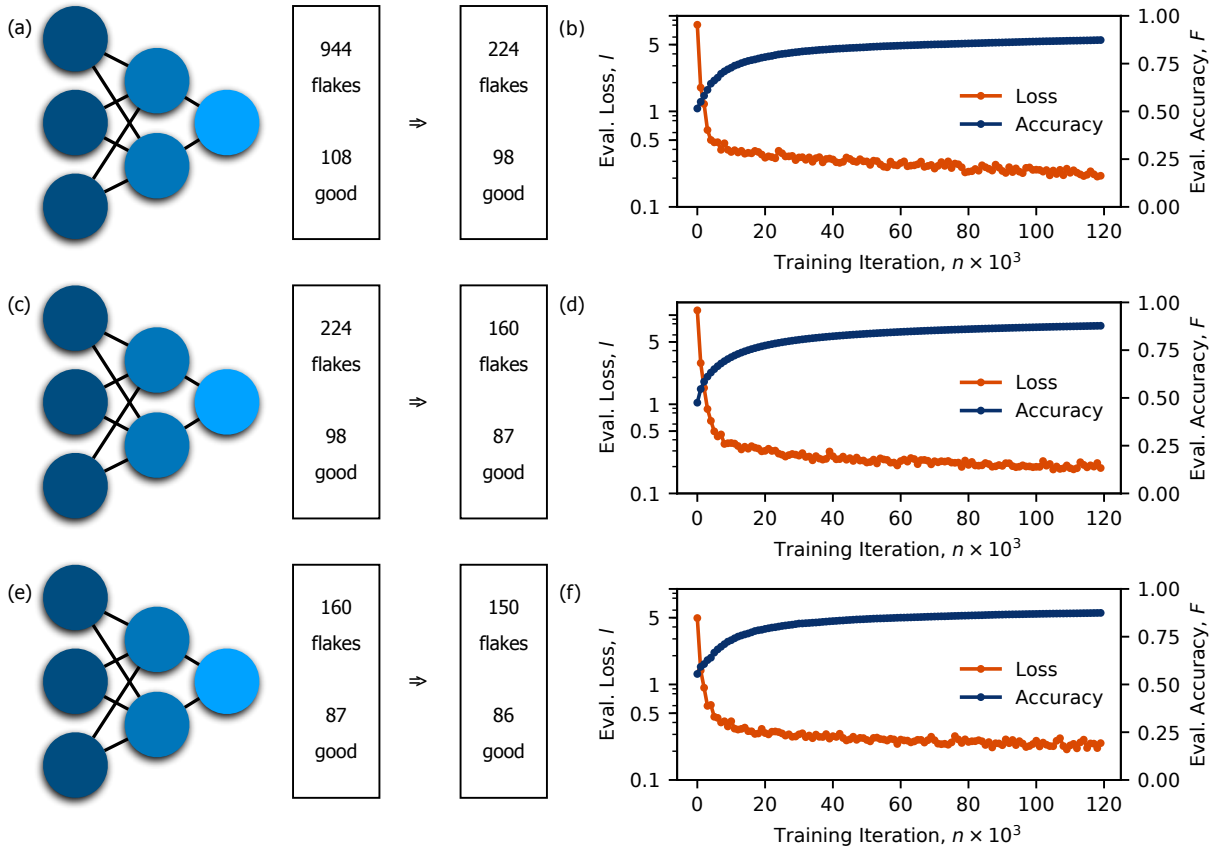 (a)
944
flakes
108
good
⇒
224
flakes
98
good
(b)
Eval. Loss, l
5
1
0.5
0.1
Loss
Accuracy
1.00
0.75
0.50
0.25
0.00
Eval. Accuracy, F
0 20 40 60 80 100 120
Training Iteration, n × 10³
(c)
224
flakes
98
good
⇒
160
flakes
87
good
(d)
Eval. Loss, l
5
1
0.5
0.1
Loss
Accuracy
1.00
0.75
0.50
0.25
0.00
Eval. Accuracy, F
0 20 40 60 80 100 120
Training Iteration, n × 10³
(e)
160
flakes
87
good
⇒
150
flakes
86
good
(f)
Eval. Loss, l
5
1
0.5
0.1
Loss
Accuracy
1.00
0.75
0.50
0.25
0.00
Eval. Accuracy, F
0 20 40 60 80 100 120
Training Iteration, n × 10³